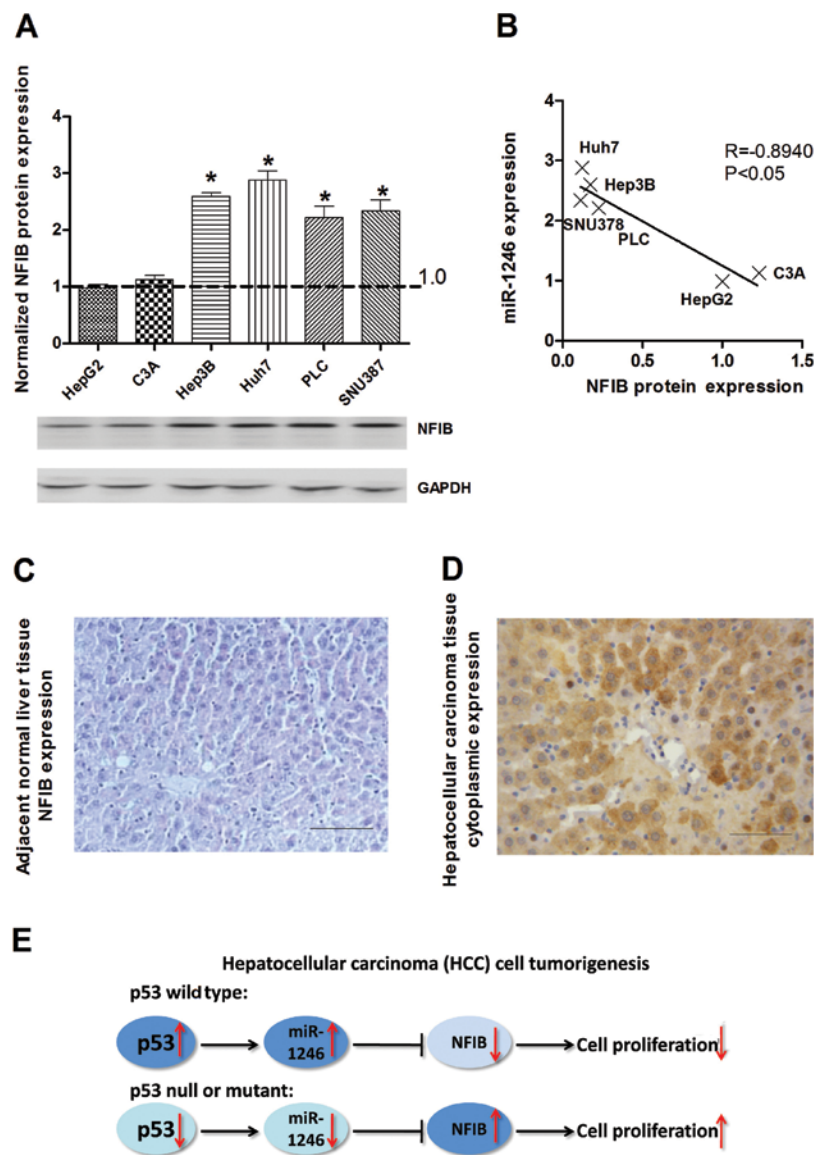 A
Normalized NFIB protein expression
4
3
2
1
0
*
*
*
*
1.0
HepG2
C3A
Hep3B
Huh7
PLC
SNU387
NFIB
GAPDH
B
miR-1246 expression
4
3
2
1
0
Huh7
Hep3B
SNU378
PLC
HepG2
C3A
R=-0.8940
P<0.05
0.0
0.5
1.0
1.5
NFIB protein expression
C
Adjacent normal liver tissue
NFIB expression
D
Hepatocellular carcinoma tissue
cytoplasmic expression
E
Hepatocellular carcinoma (HCC) cell tumorigenesis
p53 wild type:
p53
miR-
1246
NFIB
Cell proliferation
p53 null or mutant:
p53
miR-
1246
NFIB
Cell proliferation